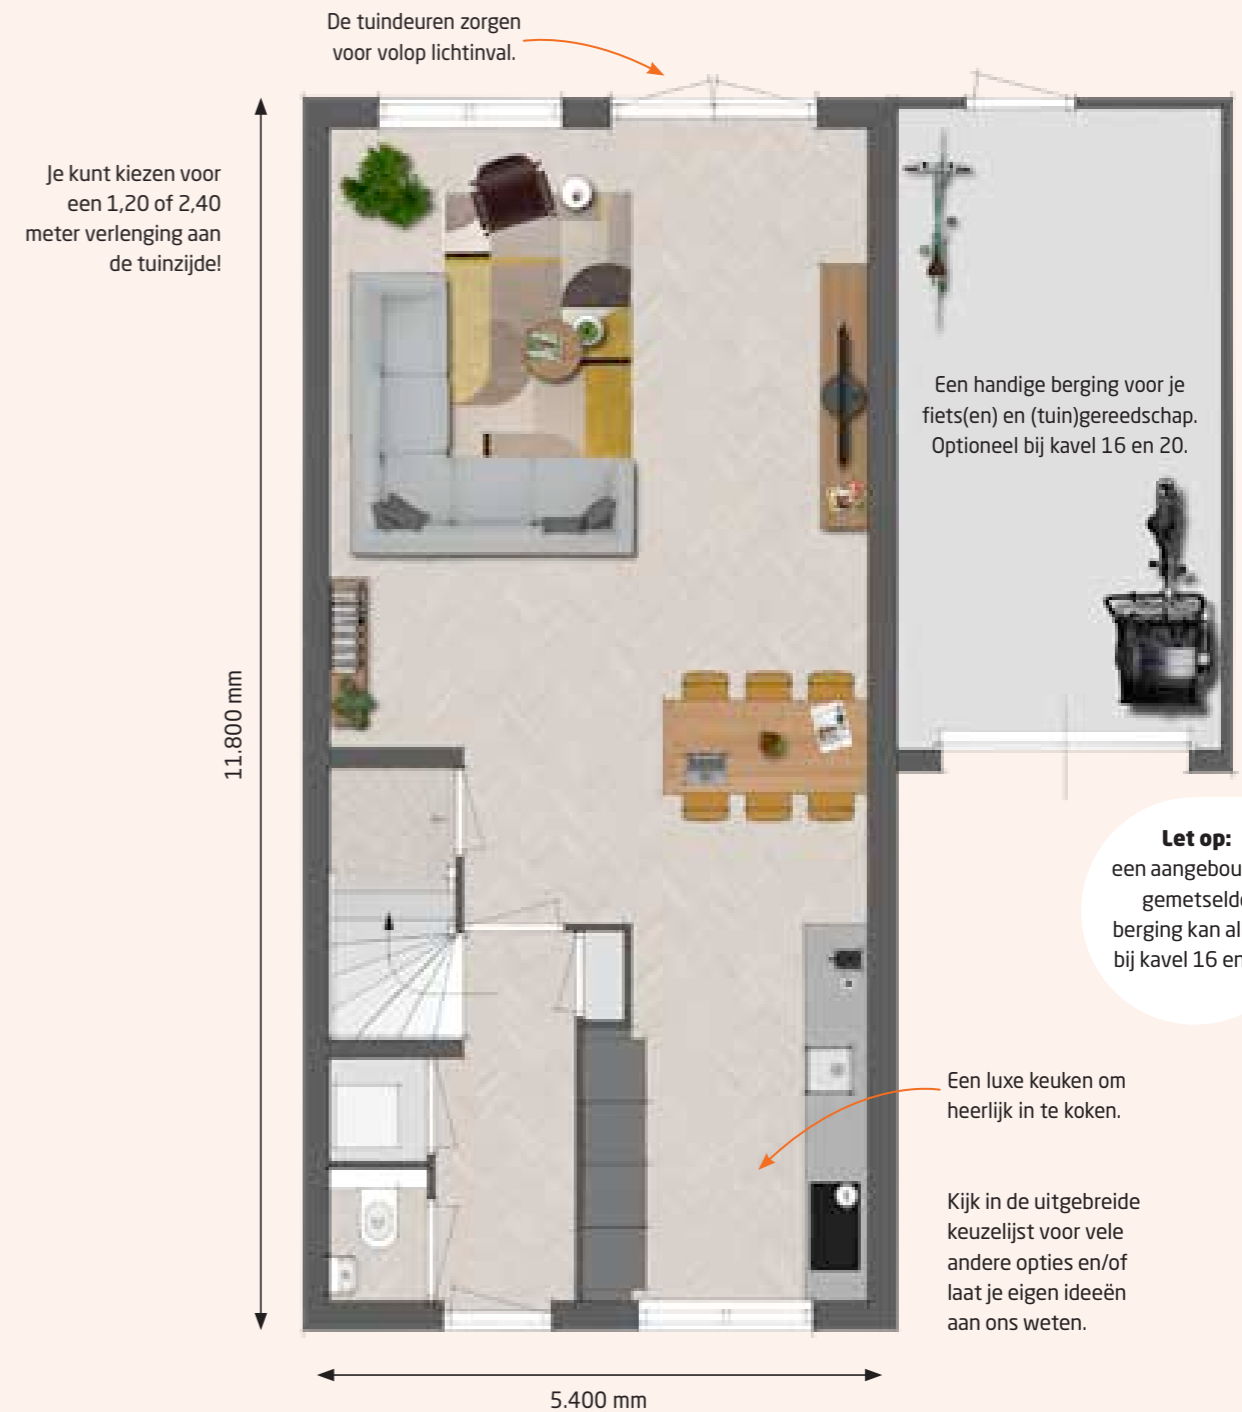 De tuindeuren zorgen
voor volop lichtinval.
Je kunt kiezen voor
een 1,20 of 2,40
meter verlenging aan
de tuinzijde!
11.800 mm
Een handige berging voor je
fiets(en) en (tuin)gereedschap.
Optioneel bij kavel 16 en 20.
Let op:
een
berging kan
bij kavel 16
Een luxe keuken om
heerlijk in te koken.
Kijk in de uitgebreide
keuzelijst voor vele
andere opties en/of
laat je eigen ideeën
aan ons weten.
5.400 mm